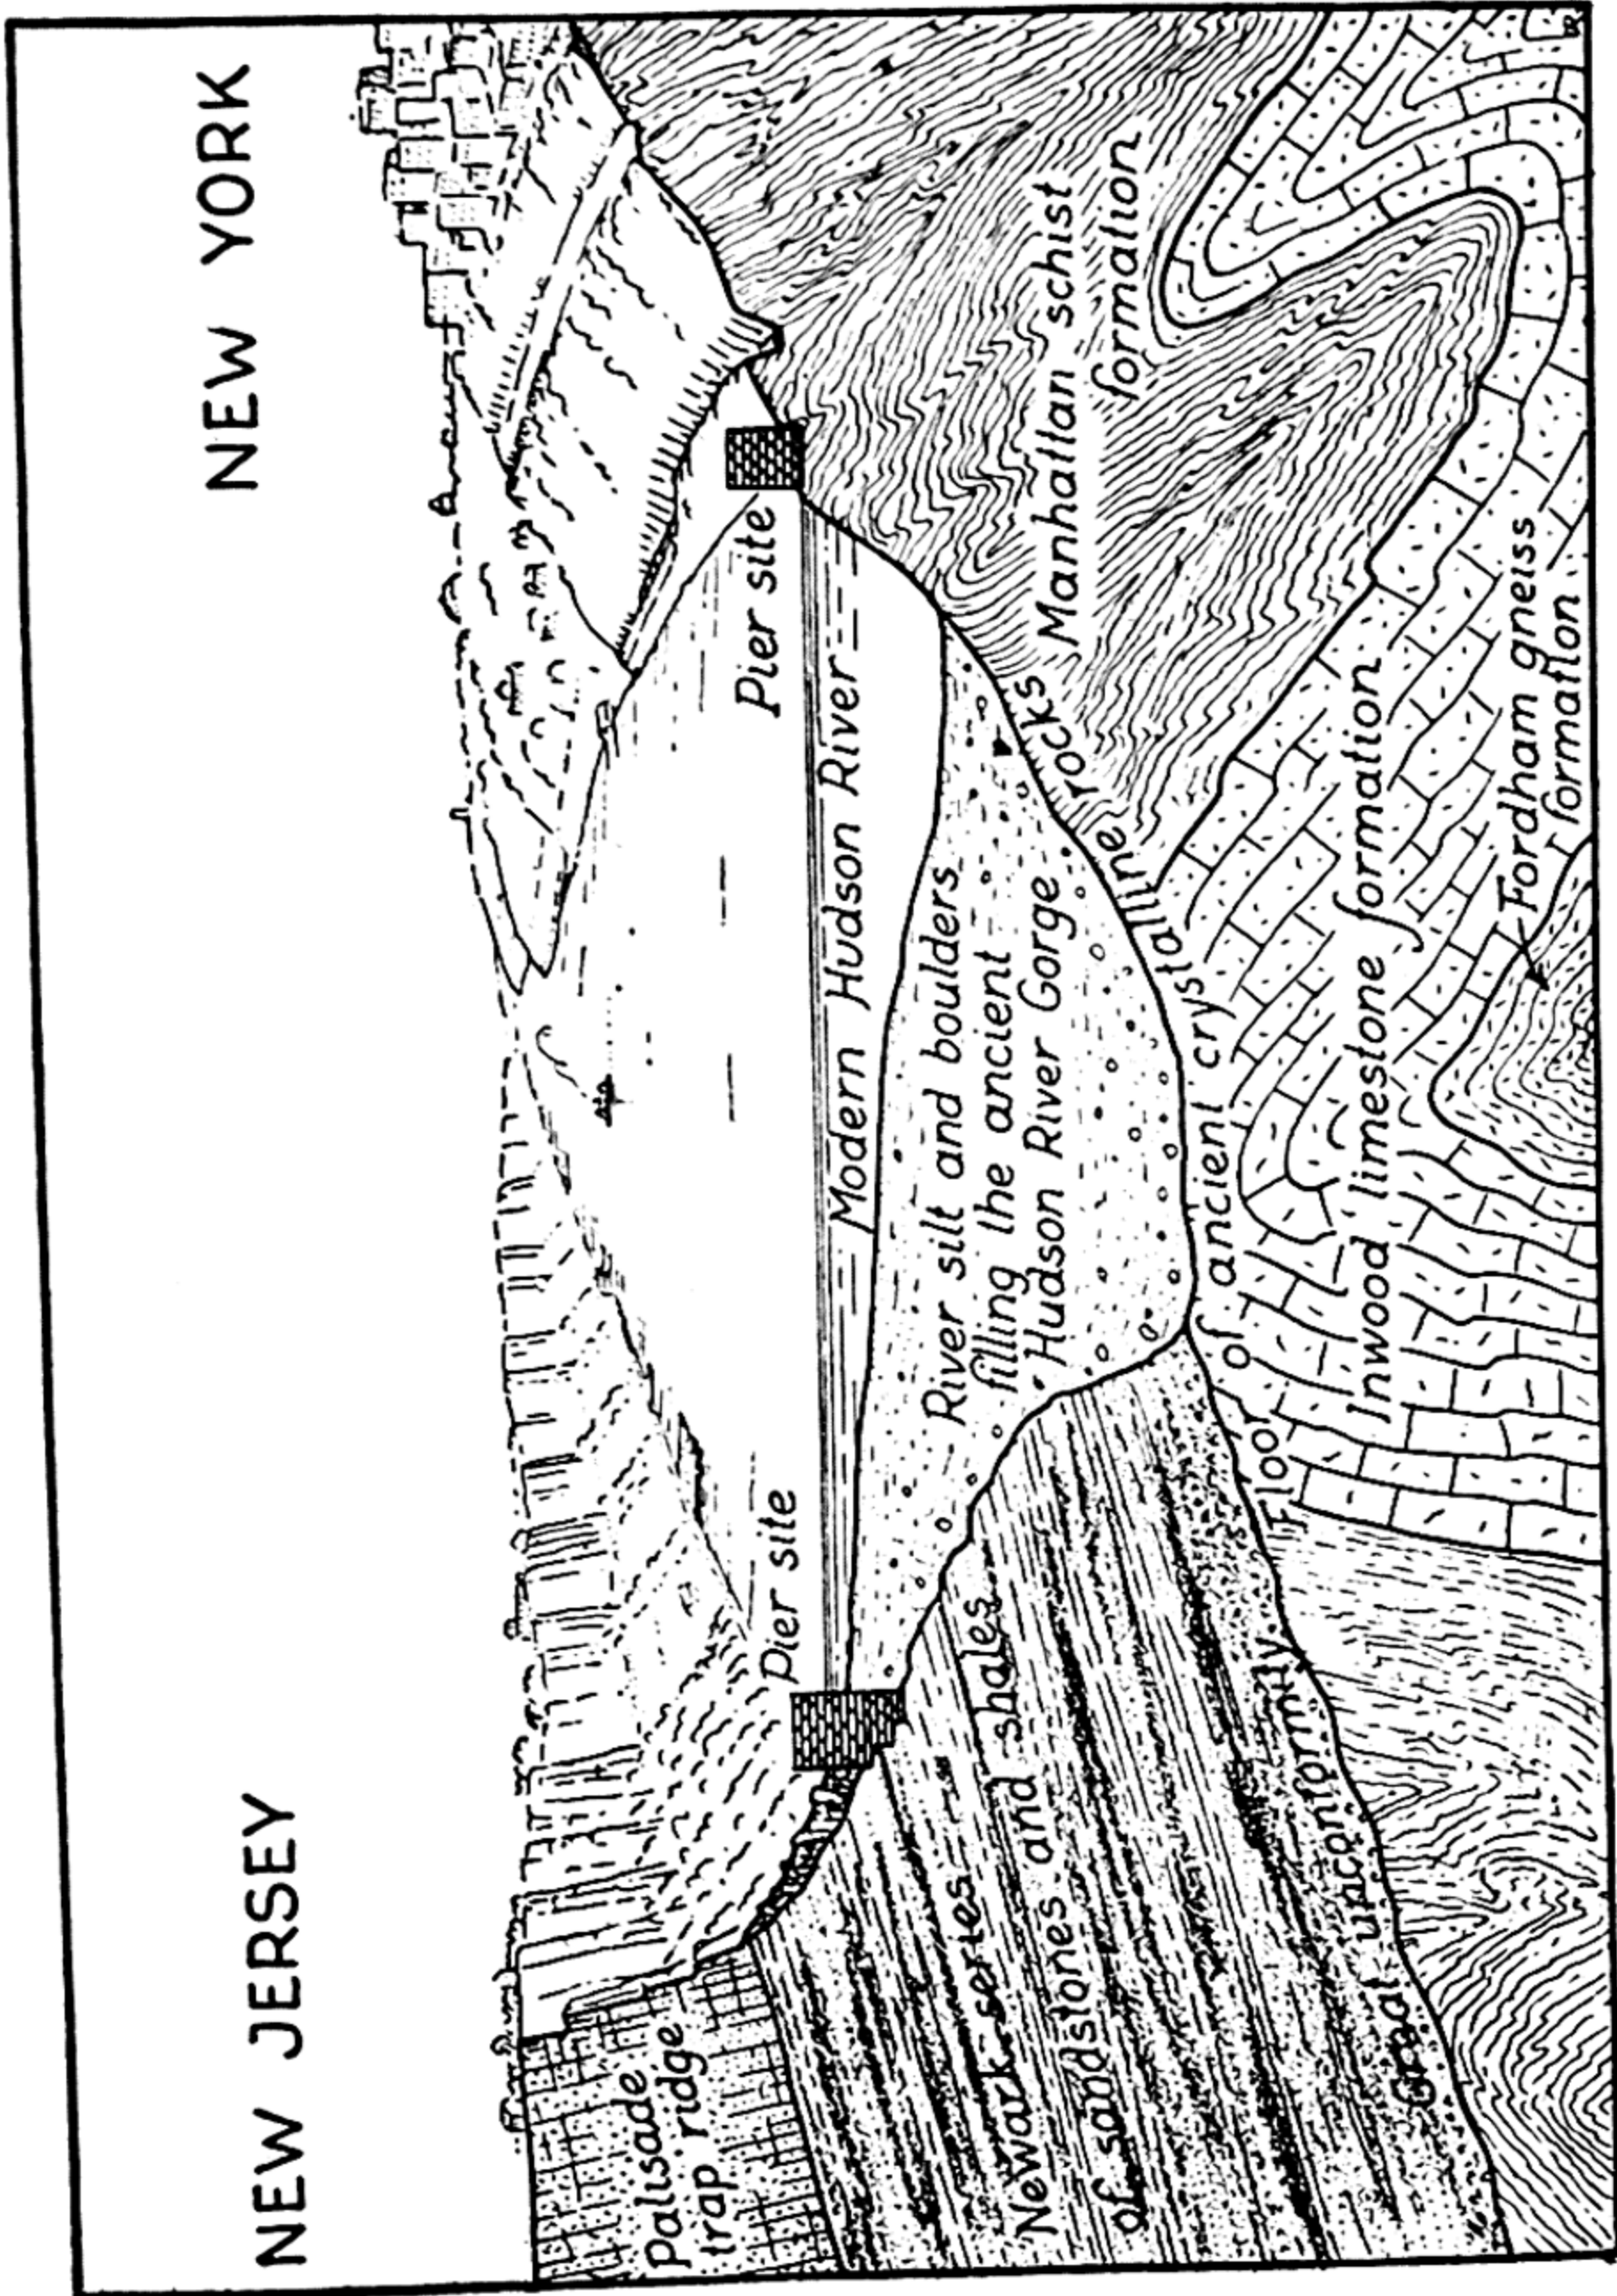 NEW JERSEY
NEW YORK
Palisade
trap ridge
Pier site
Pier site
Modern Hudson River
River silt and boulders
filling the ancient
Hudson River Gorge
Newark series
of sandstones and shales
Great unconformity.
Floor of ancient crystalline rocks
Manhattan schist
formation
Inwood limestone formation
Fordham gneiss
formation